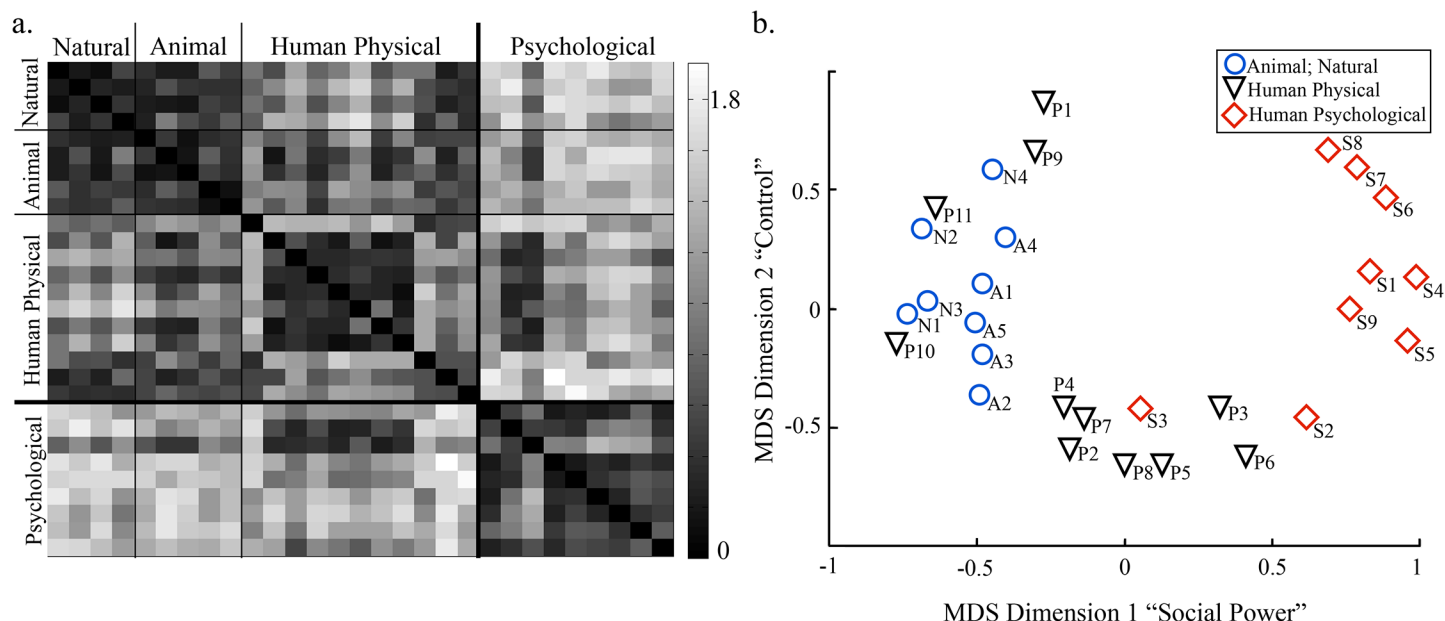 a.
Natural
Animal
Human Physical
Psychological
Natural
Animal
Human Physical
Psychological
1.8
0
b.
Animal; Natural
Human Physical
Human Psychological
MDS Dimension 2 “Control”
0.5
0
-0.5
P1
P9
N4
P11
N2
A4
A1
N3
N1
A5
P10
A3
A2
P4
P7
P2
P8
P5
S3
P3
P6
S2
S8
S7
S6
S1
S4
S9
S5
-1
-0.5
0
0.5
1
MDS Dimension 1 “Social Power”